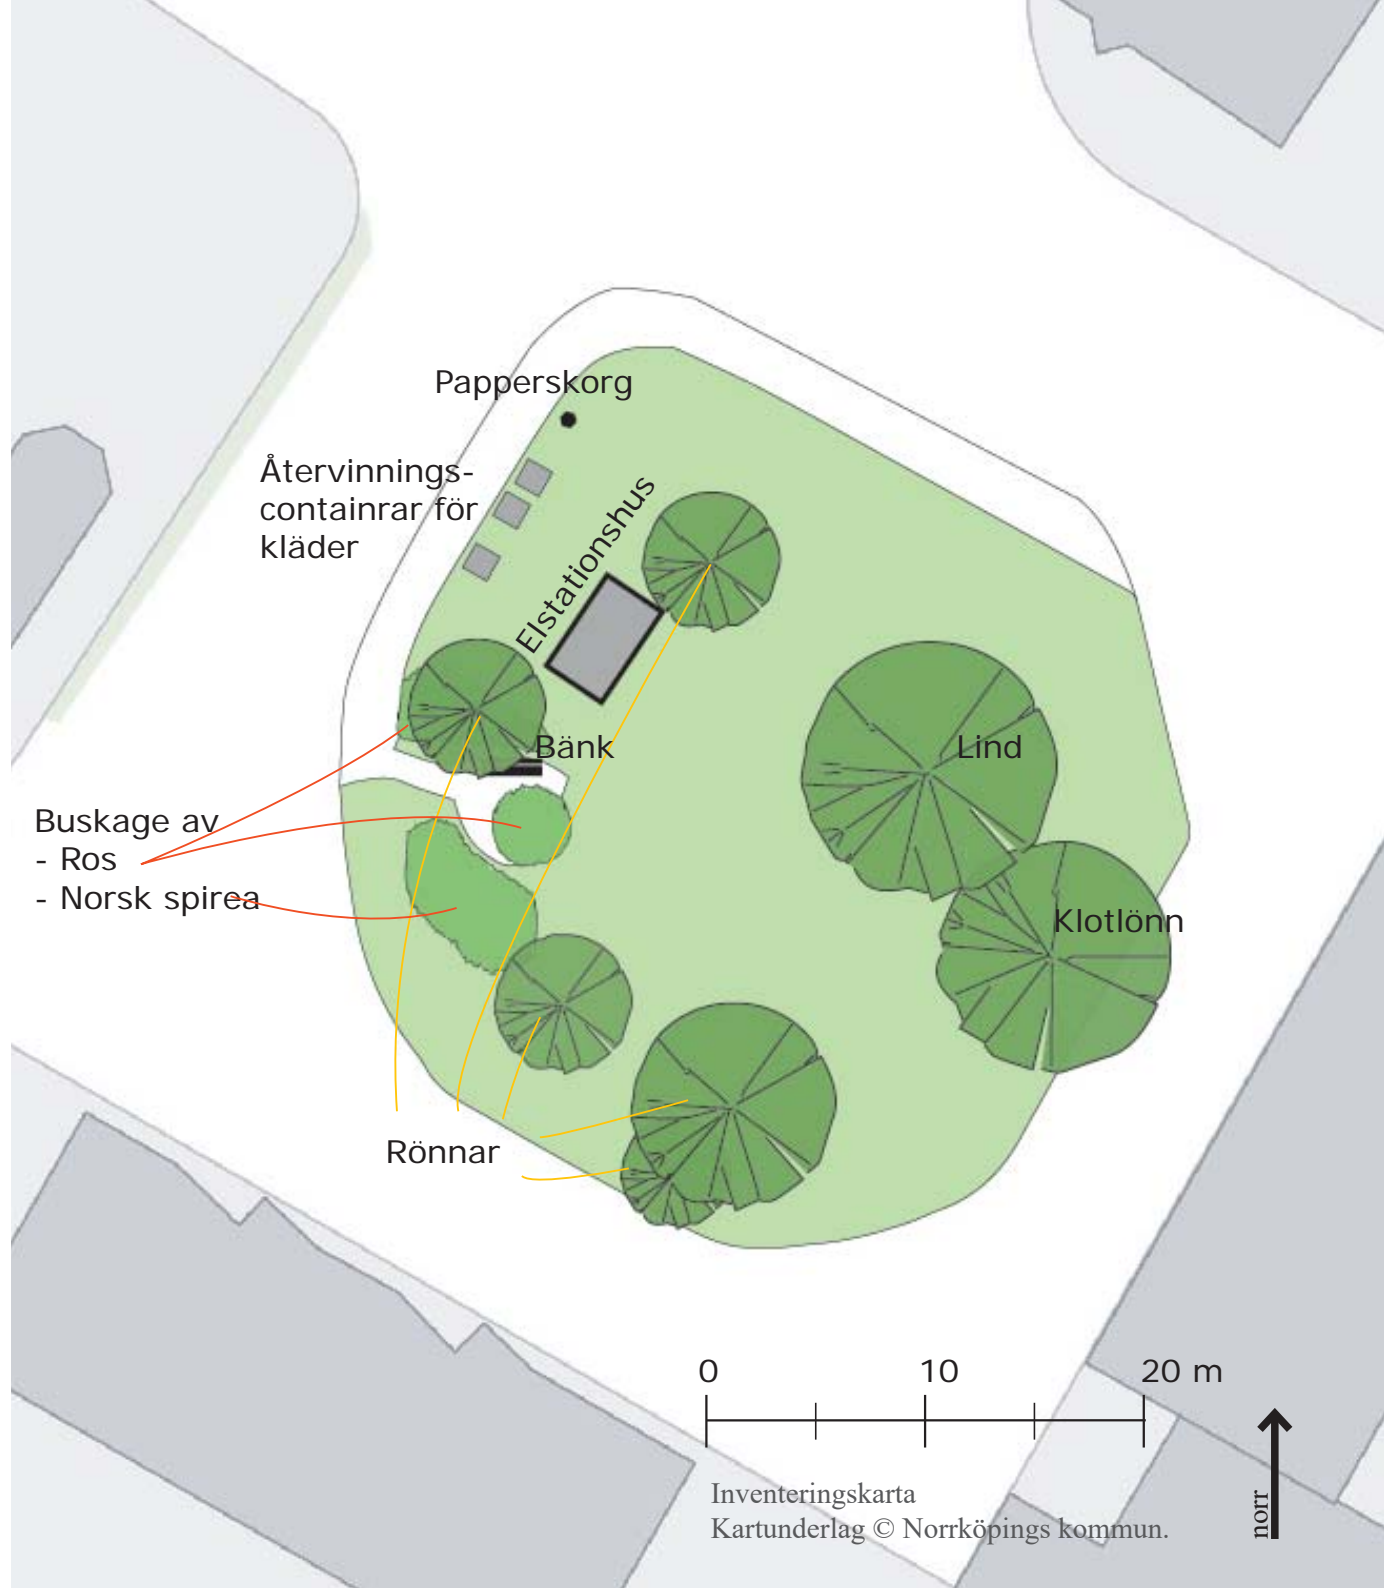 Papperskorg
Återvinnings-
containrar för
kläder
Elstationshus
Bänk
Lind
Klotlönn
Buskage av
- Ros
- Norsk spirea
Rönnar
0 10 20 m
Inventeringskarta
Kartunderlag © Norrköpings kommun.
norr